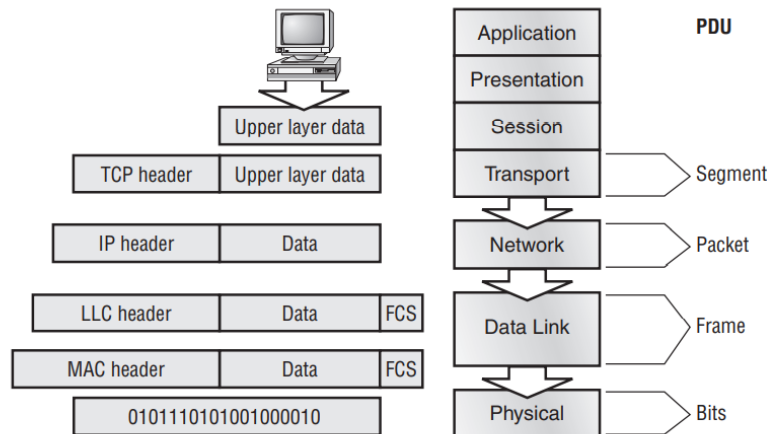 Application
PDU
Presentation
Upper layer data
Session
TCP header
Upper layer data
Transport
Segment
IP header
Data
Network
Packet
LLC header
Data
FCS
Data Link
Frame
MAC header
Data
FCS
0101110101001000010
Physical
Bits